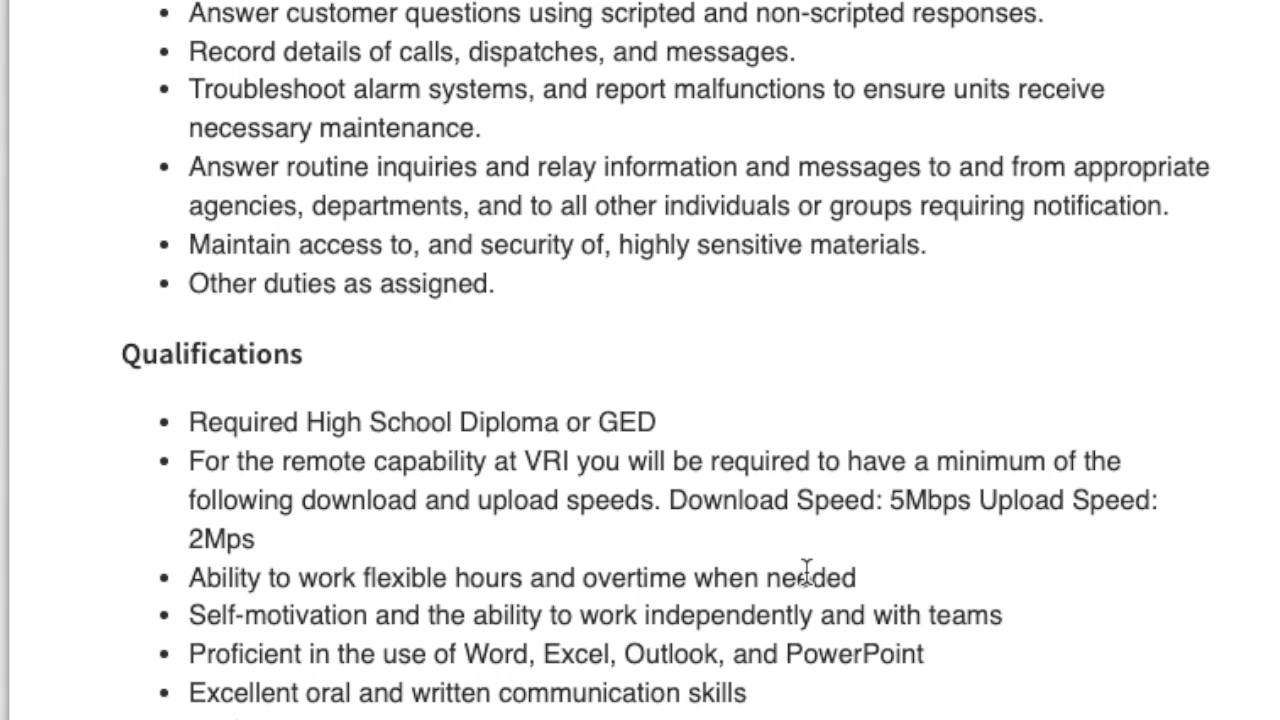 • Answer customer questions using scripted and non-scripted responses.
• Record details of calls, dispatches, and messages.
• Troubleshoot alarm systems, and report malfunctions to ensure units receive
necessary maintenance.
• Answer routine inquiries and relay information and messages to and from appropriate
agencies, departments, and to all other individuals or groups requiring notification.
• Maintain access to, and security of, highly sensitive materials.
• Other duties as assigned.
Qualifications
• Required High School Diploma or GED
• For the remote capability at VRI you will be required to have a minimum of the
following download and upload speeds. Download Speed: 5Mbps Upload Speed:
2Mps
• Ability to work flexible hours and overtime when needed
• Self-motivation and the ability to work independently and with teams
• Proficient in the use of Word, Excel, Outlook, and PowerPoint
• Excellent oral and written communication skills